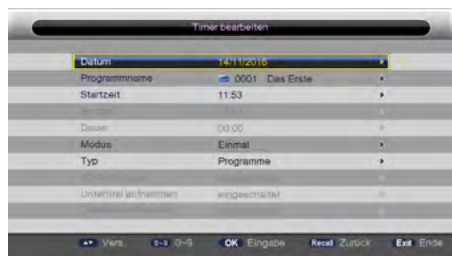 Timer bearbeiten
Datum 14/11/2016
Programmname 0001 Das Erste
Startzeit 11:53
Dauer 00:00
Modus Einmal
Typ Programme
Untertitel aufnehmen eingeschaltet
Vers. 0-9 0~9 OK Eingabe Recall Zurück Exit Ende